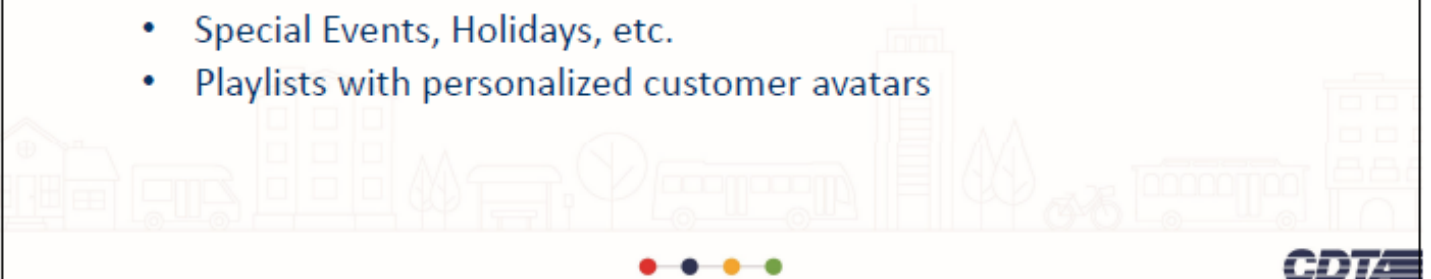 • Special Events, Holidays, etc.
• Playlists with personalized customer avatars
CDTA